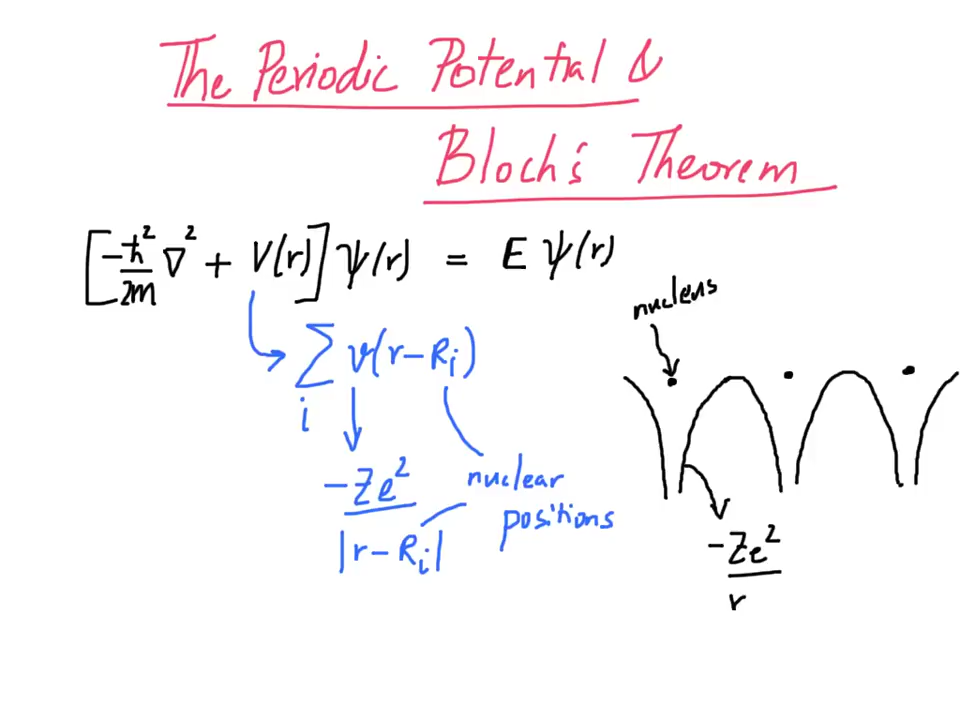 The Periodic Potential &
Bloch's Theorem
[-ħ²/2m ∇² + V(r)] ψ(r) = E ψ(r)
nucleus
∑ᵢ v(r-Rᵢ)
-Ze²/|r-Rᵢ|
nuclear
positions
-Ze²/r